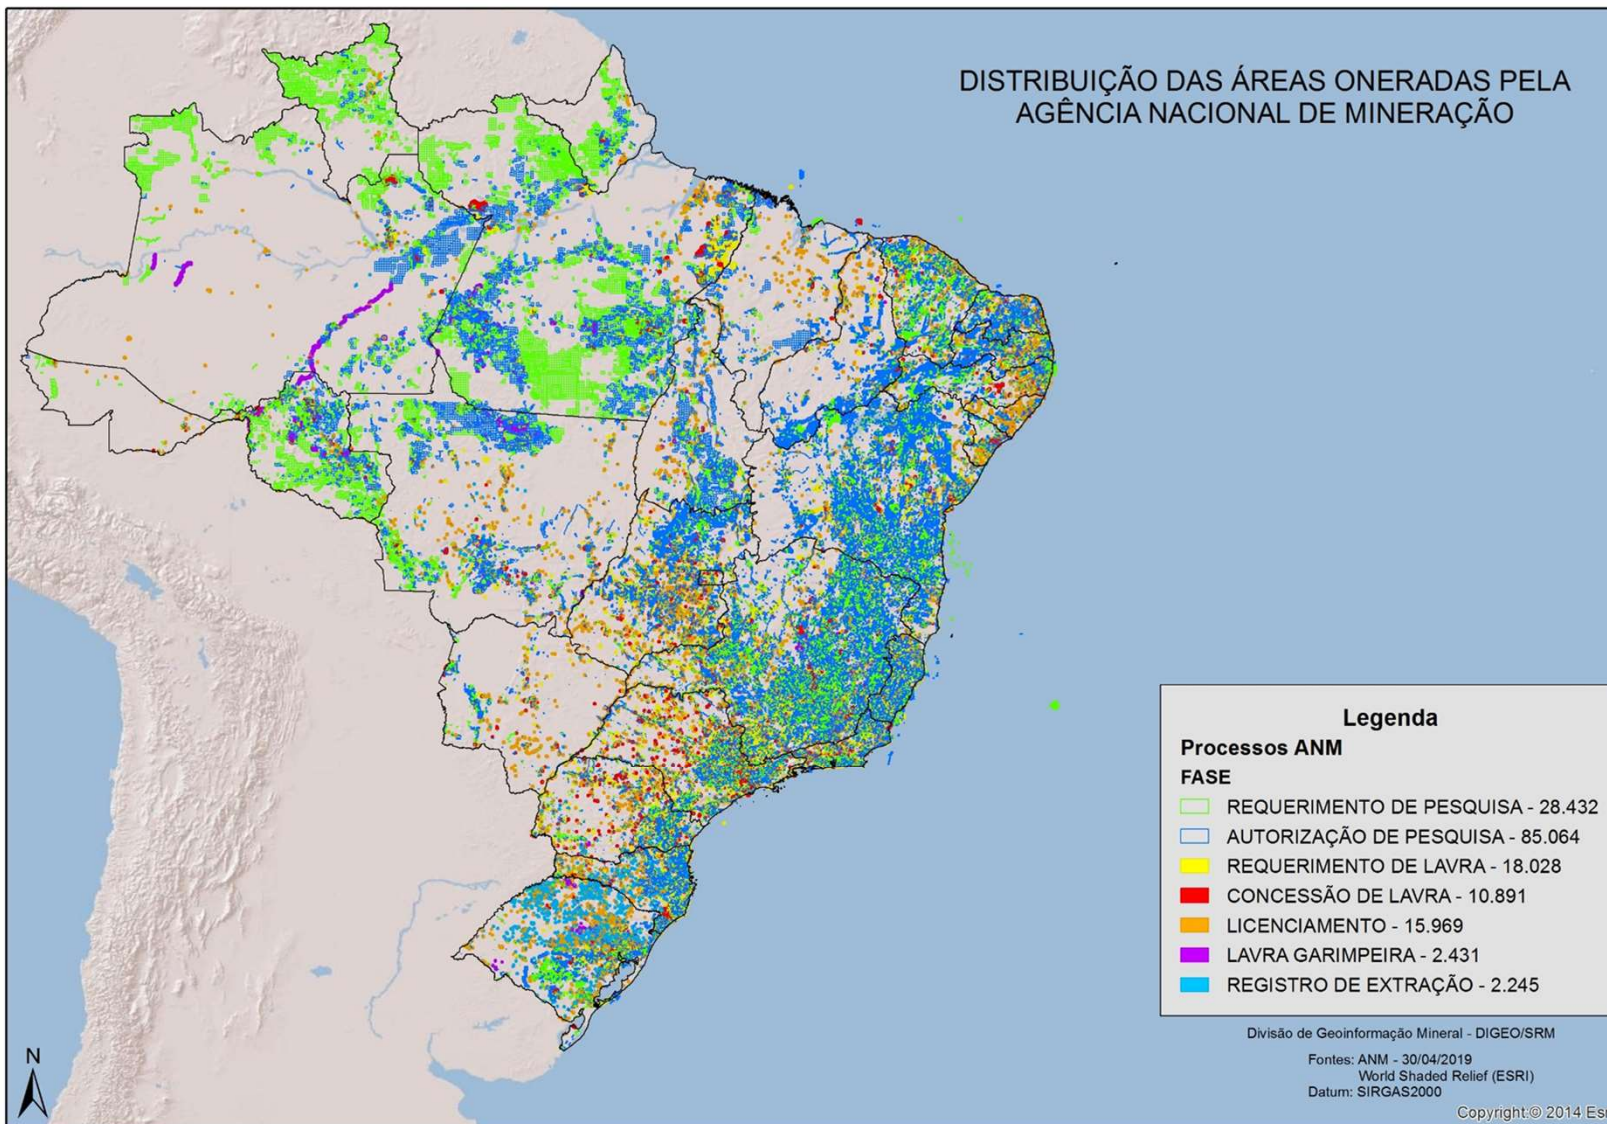 DISTRIBUIÇÃO DAS ÁREAS ONERADAS PELA
AGÊNCIA NACIONAL DE MINERAÇÃO
Legenda
Processos ANM
FASE
REQUERIMENTO DE PESQUISA - 28.432
AUTORIZAÇÃO DE PESQUISA - 85.064
REQUERIMENTO DE LAVRA - 18.028
CONCESSÃO DE LAVRA - 10.891
LICENCIAMENTO - 15.969
LAVRA GARIMPEIRA - 2.431
REGISTRO DE EXTRAÇÃO - 2.245
Divisão de Geoinformação Mineral - DIGEO/SRM
Fontes: ANM - 30/04/2019
World Shaded Relief (ESRI)
Datum: SIRGAS2000
N
Copyright:© 2014 Esr